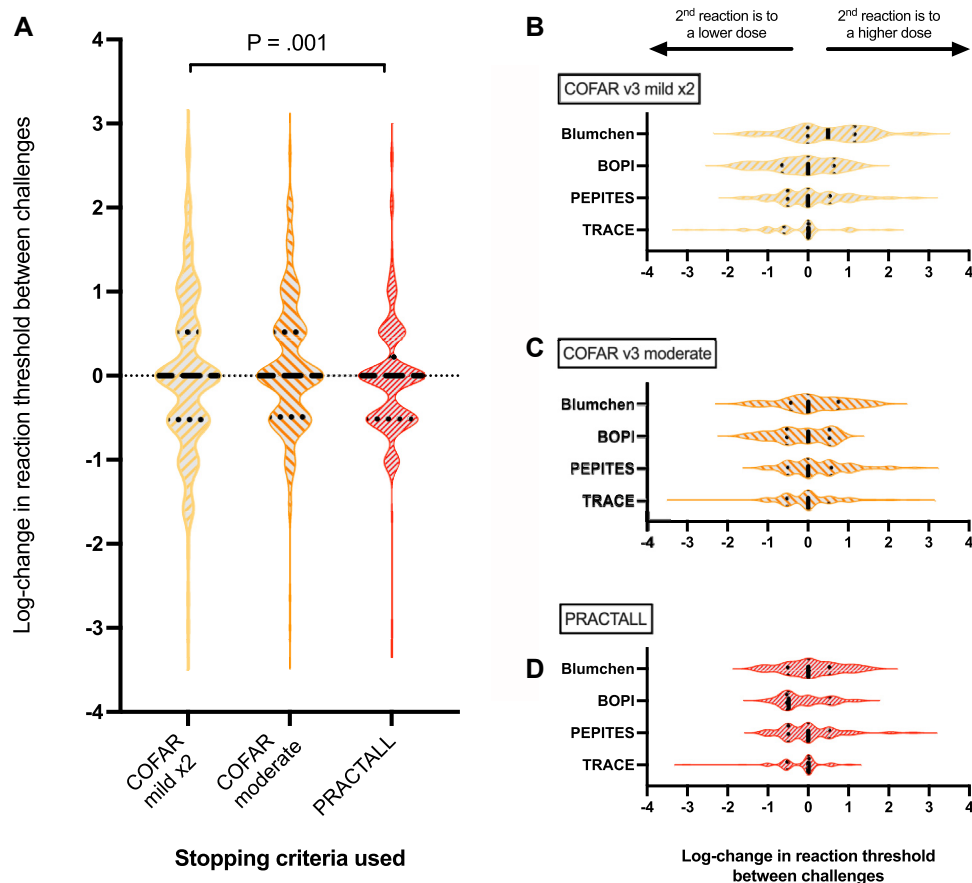 A
4
3
2
1
0
-1
-2
-3
-4
Log-change in reaction threshold between challenges
P = .001
COFAR
mild x2
COFAR
moderate
PRACTALL
Stopping criteria used
B
2nd reaction is to
a lower dose
2nd reaction is to
a higher dose
COFAR v3 mild x2
Blumchen
BOPI
PEPITES
TRACE
-4 -3 -2 -1 0 1 2 3 4
C
COFAR v3 moderate
Blumchen
BOPI
PEPITES
TRACE
-4 -3 -2 -1 0 1 2 3 4
PRACTALL
D
Blumchen
BOPI
PEPITES
TRACE
-4 -3 -2 -1 0 1 2 3 4
Log-change in reaction threshold
between challenges